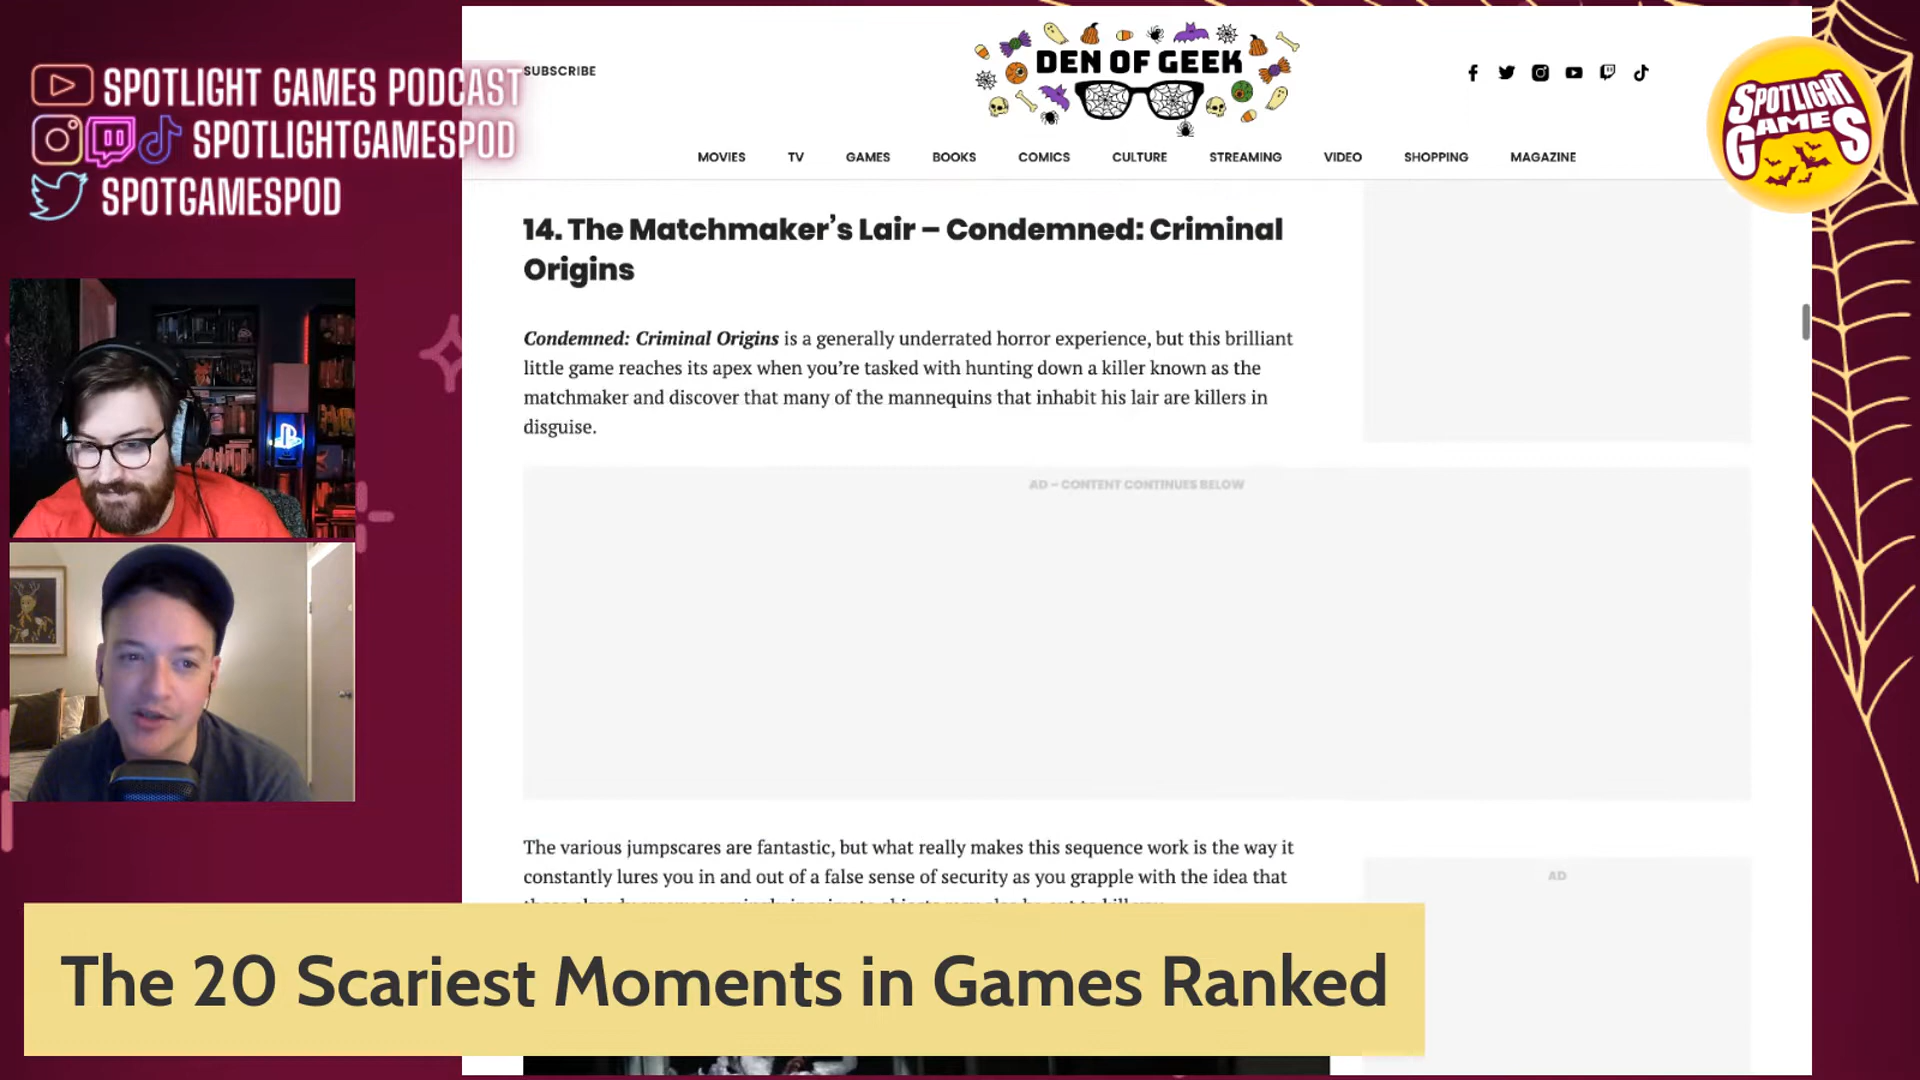 SPOTLIGHT GAMES PODCAST
SPOTLIGHTGAMESPOD
SPOTGAMESPOD
SUBSCRIBE
DEN OF GEEK
SPOTLIGHT
GAMES
MOVIES TV GAMES BOOKS COMICS CULTURE STREAMING VIDEO SHOPPING MAGAZINE
14. The Matchmaker’s Lair – Condemned: Criminal
Origins
Condemned: Criminal Origins is a generally underrated horror experience, but this brilliant
little game reaches its apex when you’re tasked with hunting down a killer known as the
matchmaker and discover that many of the mannequins that inhabit his lair are killers in
disguise.
AD – CONTENT CONTINUES BELOW
The various jumpscares are fantastic, but what really makes this sequence work is the way it
constantly lures you in and out of a false sense of security as you grapple with the idea that
AD
The 20 Scariest Moments in Games Ranked